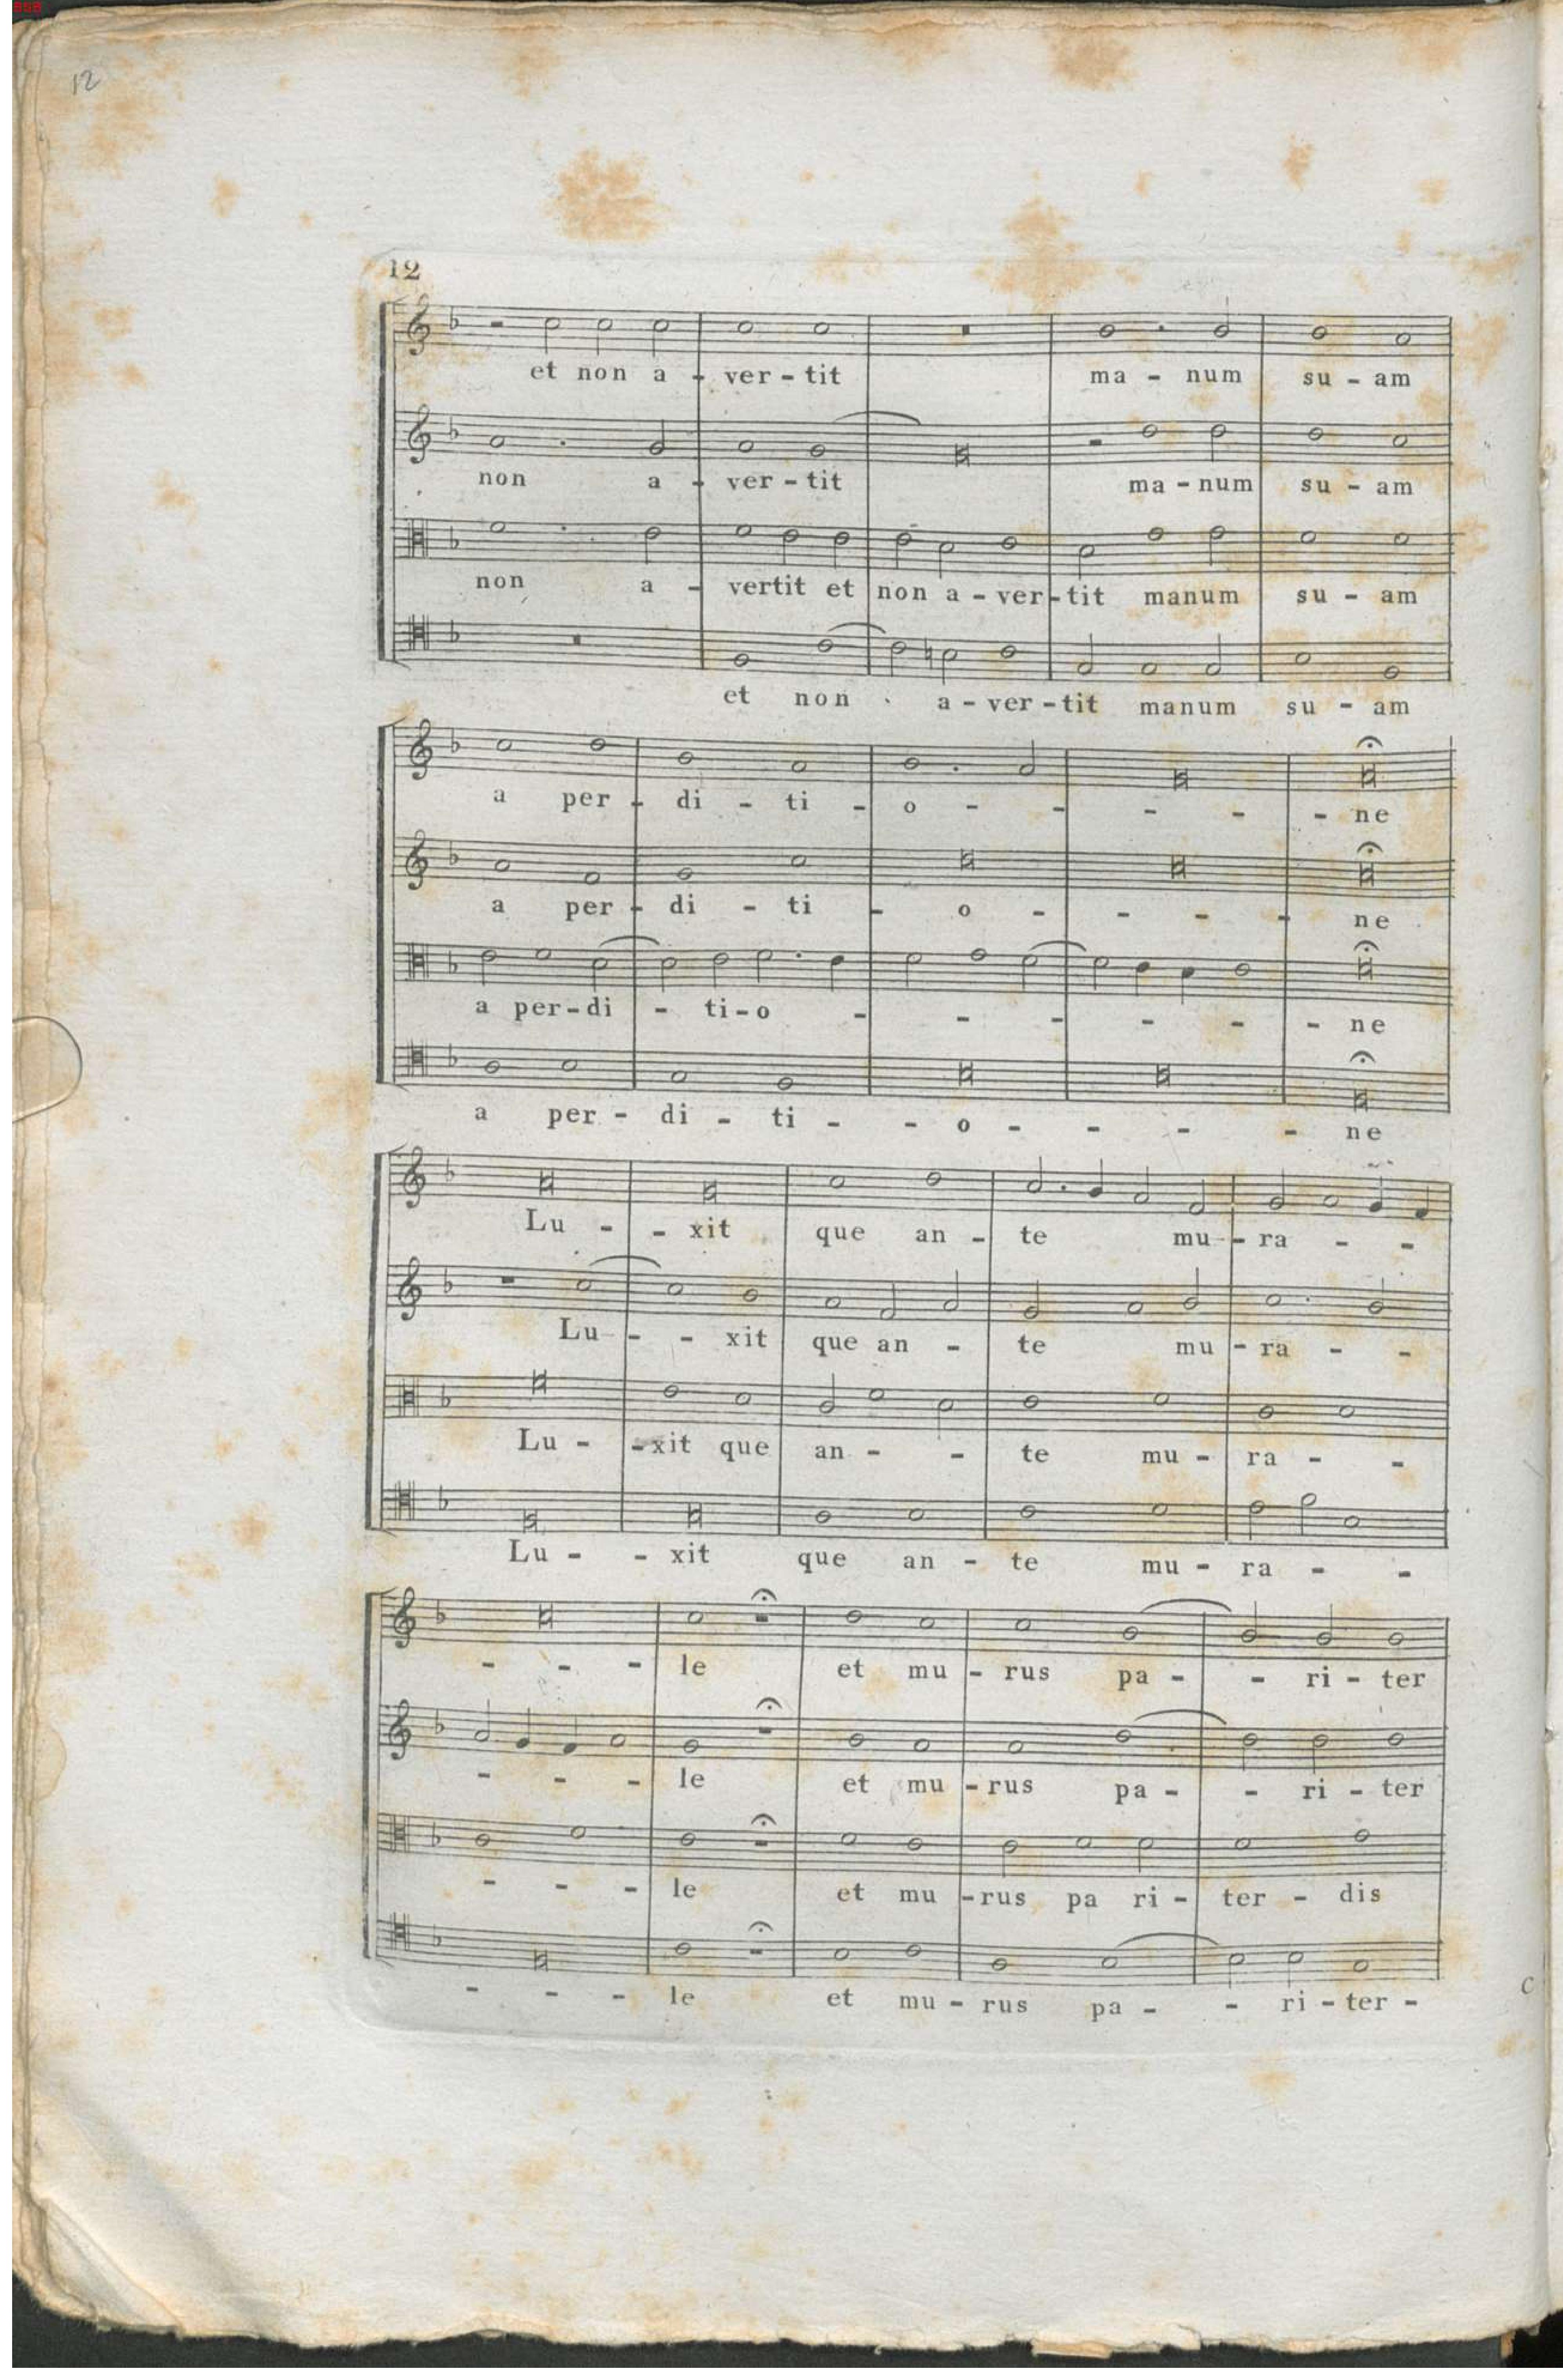 BSB
12
12
et non a - ver - tit ma - num su - am
non a - ver - tit ma - num su - am
non a - vertit et non a - ver - tit manum su - am
et non a - ver - tit manum su - am
a per - di - ti - o - - - - ne
a per - di - ti - o - - - - ne
a per - di - ti - o - - - - - - ne
a per - di - ti - - o - - - - ne
Lu - - xit que an - te mu - ra - -
Lu - - xit que an - te mu - ra - -
Lu - - xit que an - - te mu - ra - -
Lu - - xit que an - te mu - ra - -
- - - le et mu - rus pa - - ri - ter
- - - le et mu - rus pa - - ri - ter
- - - le et mu - rus pa ri - ter - dis
- - - le et mu - rus pa - - ri - ter -
C